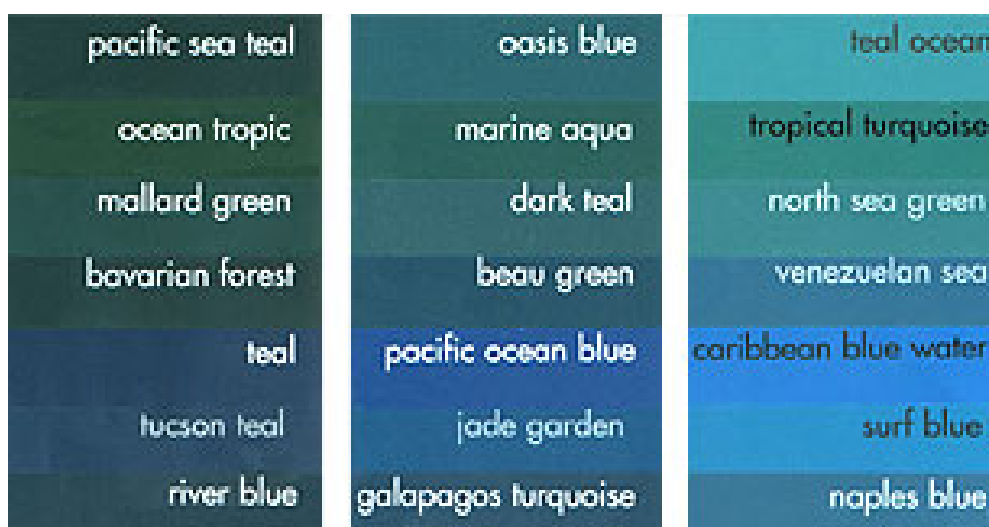 pacific sea teal
ocean tropic
mallard green
bavarian forest
teal
tucson teal
river blue
oasis blue
marine aqua
dark teal
beau green
pacific ocean blue
jade garden
galapagos turquoise
teal ocean
tropical turquoise
north sea green
venezuelan sea
caribbean blue water
surf blue
naples blue